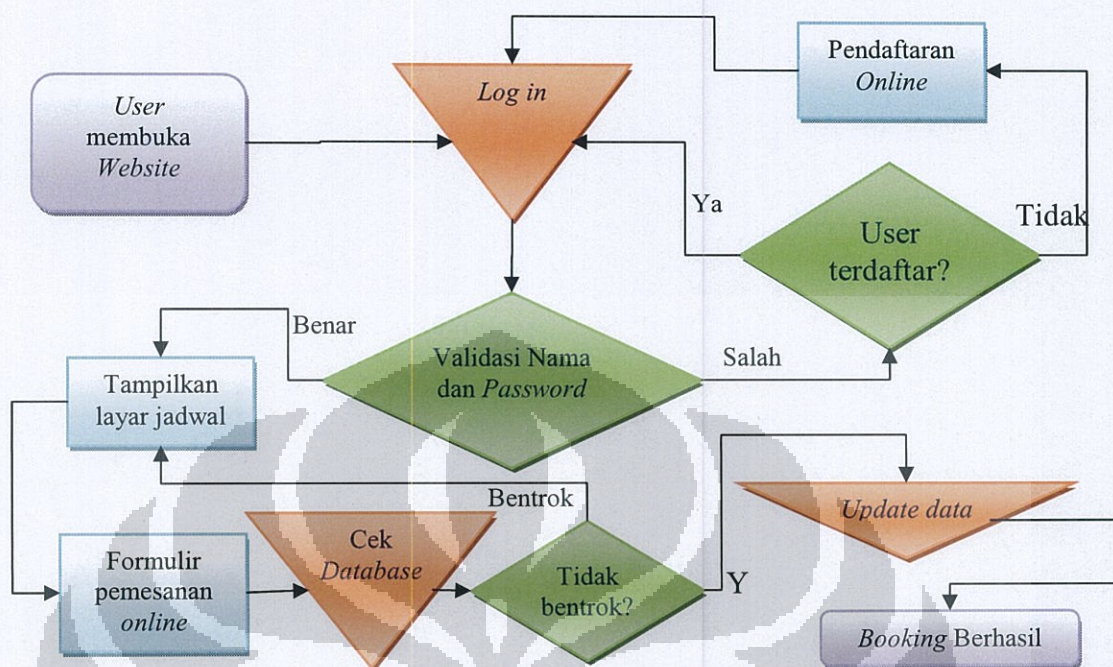 User
membuka
Website
Log in
Pendaftaran
Online
Ya
User
terdaftar?
Tidak
Benar
Validasi Nama
dan Password
Salah
Tampilkan
layar jadwal
Bentrok
Update data
Formulir
pemesanan
online
Cek
Database
Tidak
bentrok?
Y
Booking Berhasil